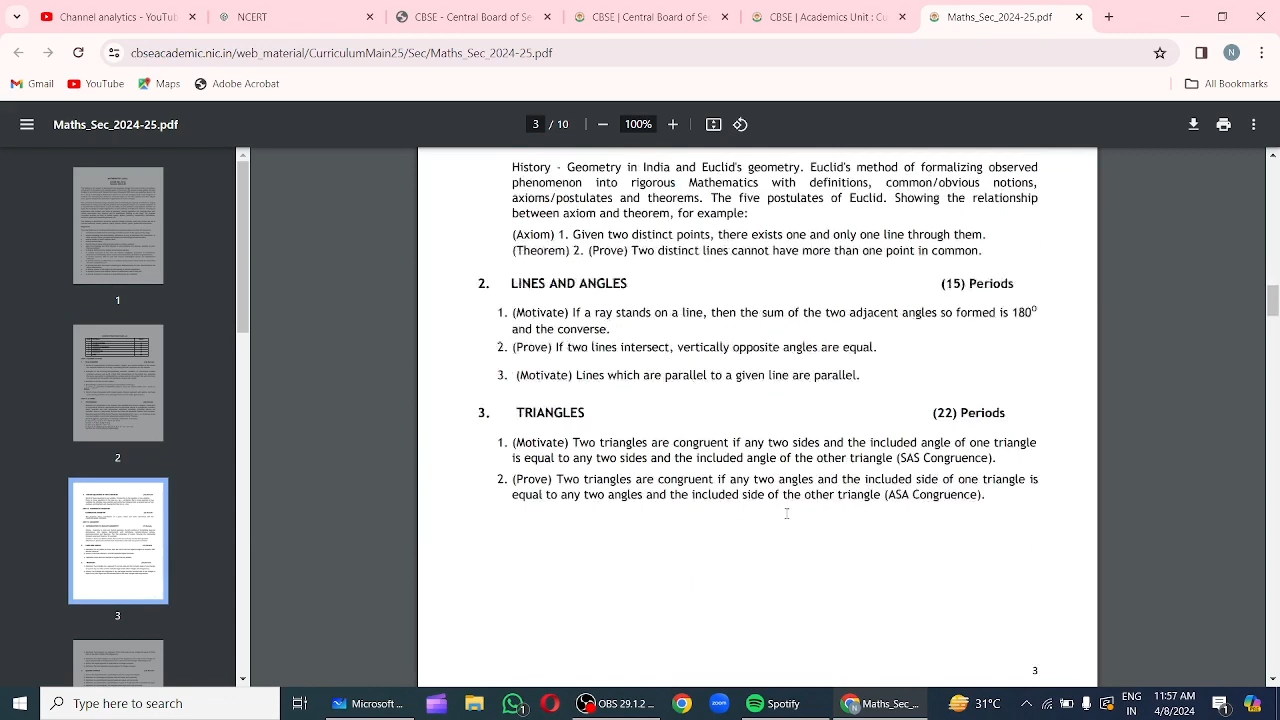 Channel analytics - YouTube
NCERT
CBSE - Central Board of Se
CBSE | Central Board of Se
CBSE | Academics Unit : Cu
Maths_Sec_2024-25.pdf
cbseacademic.nic.in/web_material/CurriculumMain25/Sec/Maths_Sec_2024-25.pdf
N
Gmail YouTube Maps Adobe Acrobat All Bookmarks
Maths_Sec_2024-25.pdf 3 / 10 100%
1
2
3
History - Geometry in India and Euclid's geometry. Euclid's method of formalizing observed
phenomenon into rigorous Mathematics with definitions, common/obvious notions,
axioms/postulates and theorems. The five postulates of Euclid. Showing the relationship
between axiom and theorem, for example:
(Axiom) 1. Given two distinct points, there exists one and only one line through them.
(Theorem) 2. (Prove) Two distinct lines cannot have more than one point in common.
2. LINES AND ANGLES (15) Periods
1. (Motivate) If a ray stands on a line, then the sum of the two adjacent angles so formed is 180⁰
and the converse.
2. (Prove) If two lines intersect, vertically opposite angles are equal.
3. (Motivate) Lines which are parallel to a given line are parallel.
3. TRIANGLES (22) Periods
1. (Motivate) Two triangles are congruent if any two sides and the included angle of one triangle
is equal to any two sides and the included angle of the other triangle (SAS Congruence).
2. (Prove) Two triangles are congruent if any two angles and the included side of one triangle is
equal to any two angles and the included side of the other triangle (ASA Congruence).
3
Type here to search
Microsoft ...
OBS 29.1.2...
zoom
Spotify
Maths_Sec_...
31°C
ENG
IN
11:57 AM
4/8/2024